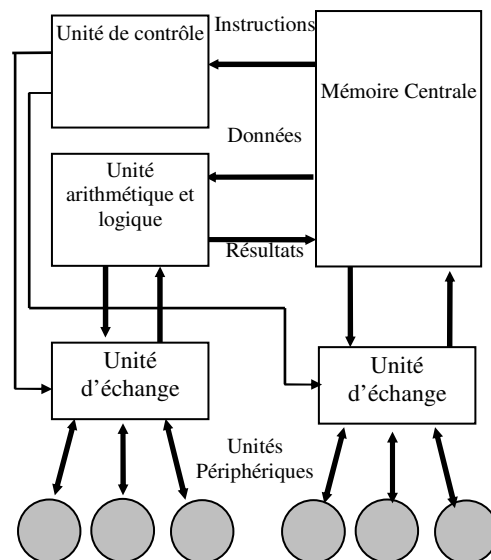 Unité de contrôle
Instructions
Mémoire Centrale
Données
Unité
arithmétique et
logique
Résultats
Unité
d'échange
Unité
d'échange
Unités
Périphériques